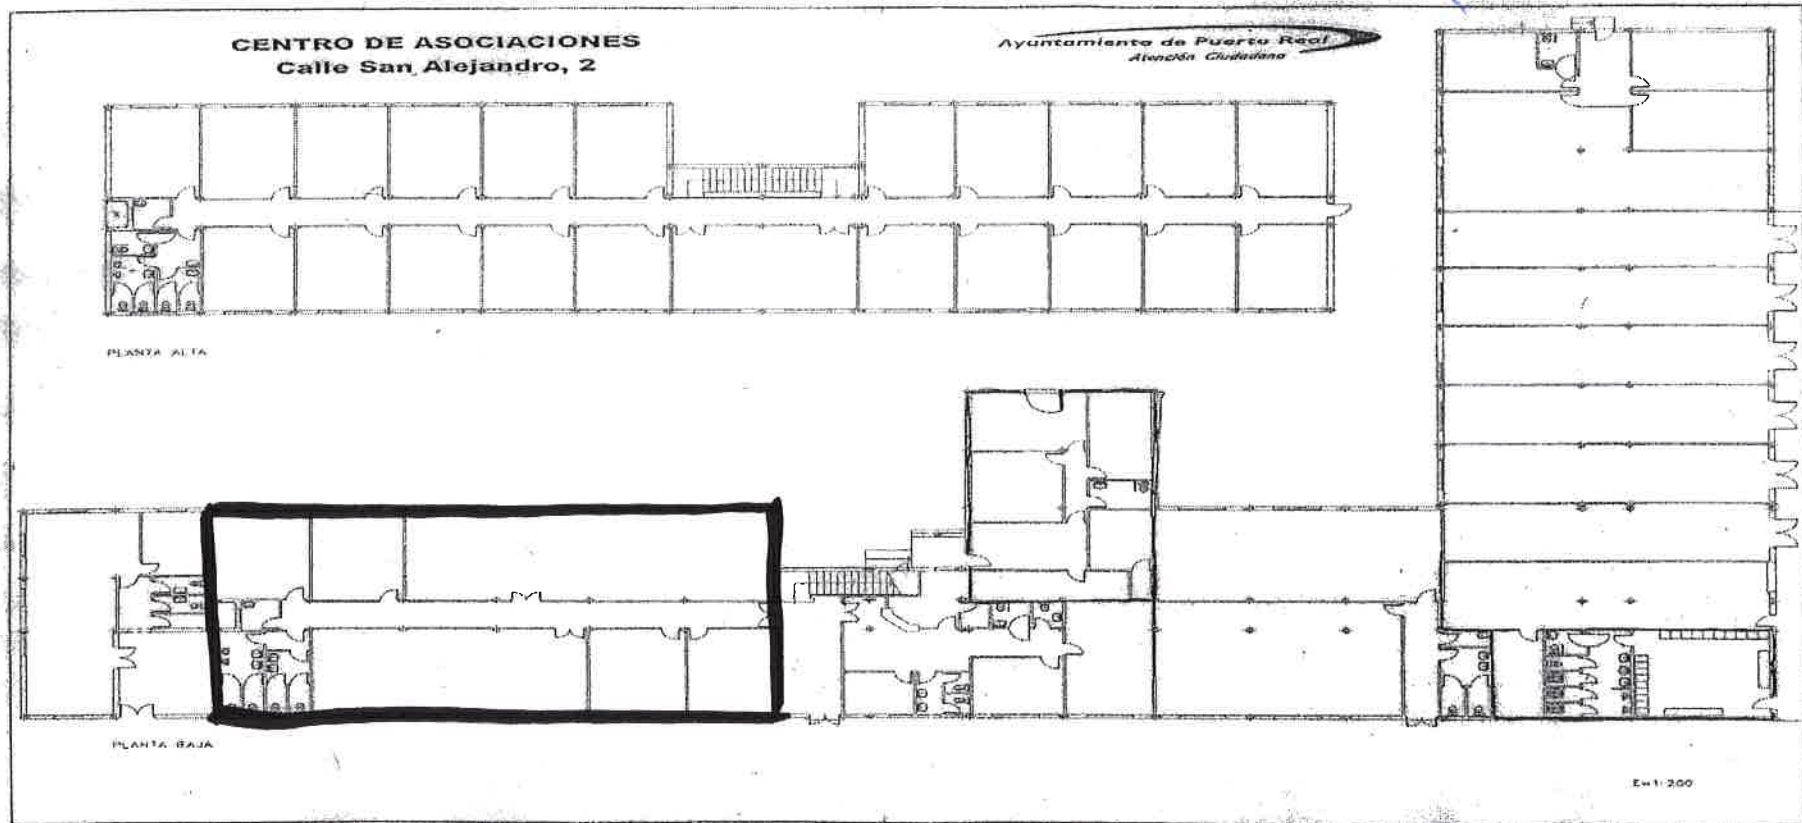 CENTRO DE ASOCIACIONES
Calle San Alejandro, 2
Ayuntamiento de Puerto Real
Atención Ciudadana
PLANTA ALTA
PLANTA BAJA
E=1:200